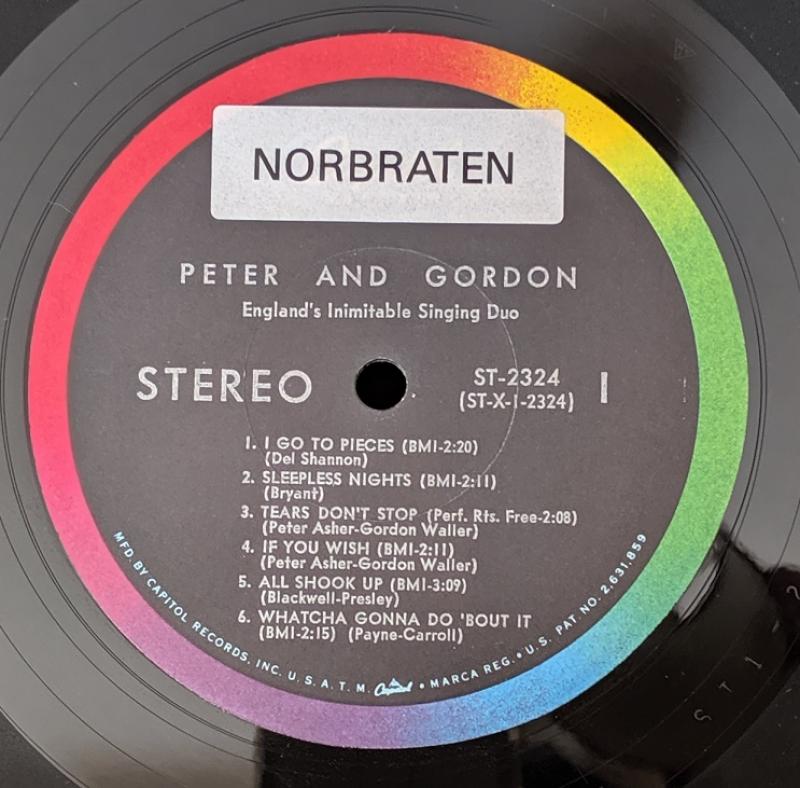 NORBRATEN
PETER AND GORDON
England's Inimitable Singing Duo
STEREO
ST-2324
(ST-X-1-2324)
1
1. I GO TO PIECES (BMI-2:20)
(Del Shannon)
2. SLEEPLESS NIGHTS (BMI-2:11)
(Bryant)
3. TEARS DON'T STOP (Perf. Rts. Free-2:08)
(Peter Asher-Gordon Waller)
4. IF YOU WISH (BMI-2:11)
(Peter Asher-Gordon Waller)
5. ALL SHOOK UP (BMI-3:09)
(Blackwell-Presley)
6. WHATCHA GONNA DO 'BOUT IT
(BMI-2:15) (Payne-Carroll)
MFD. BY CAPITOL RECORDS, INC. U.S.A. T.M. Capitol • MARCA REG. • U.S. PAT. NO. 2,631,859